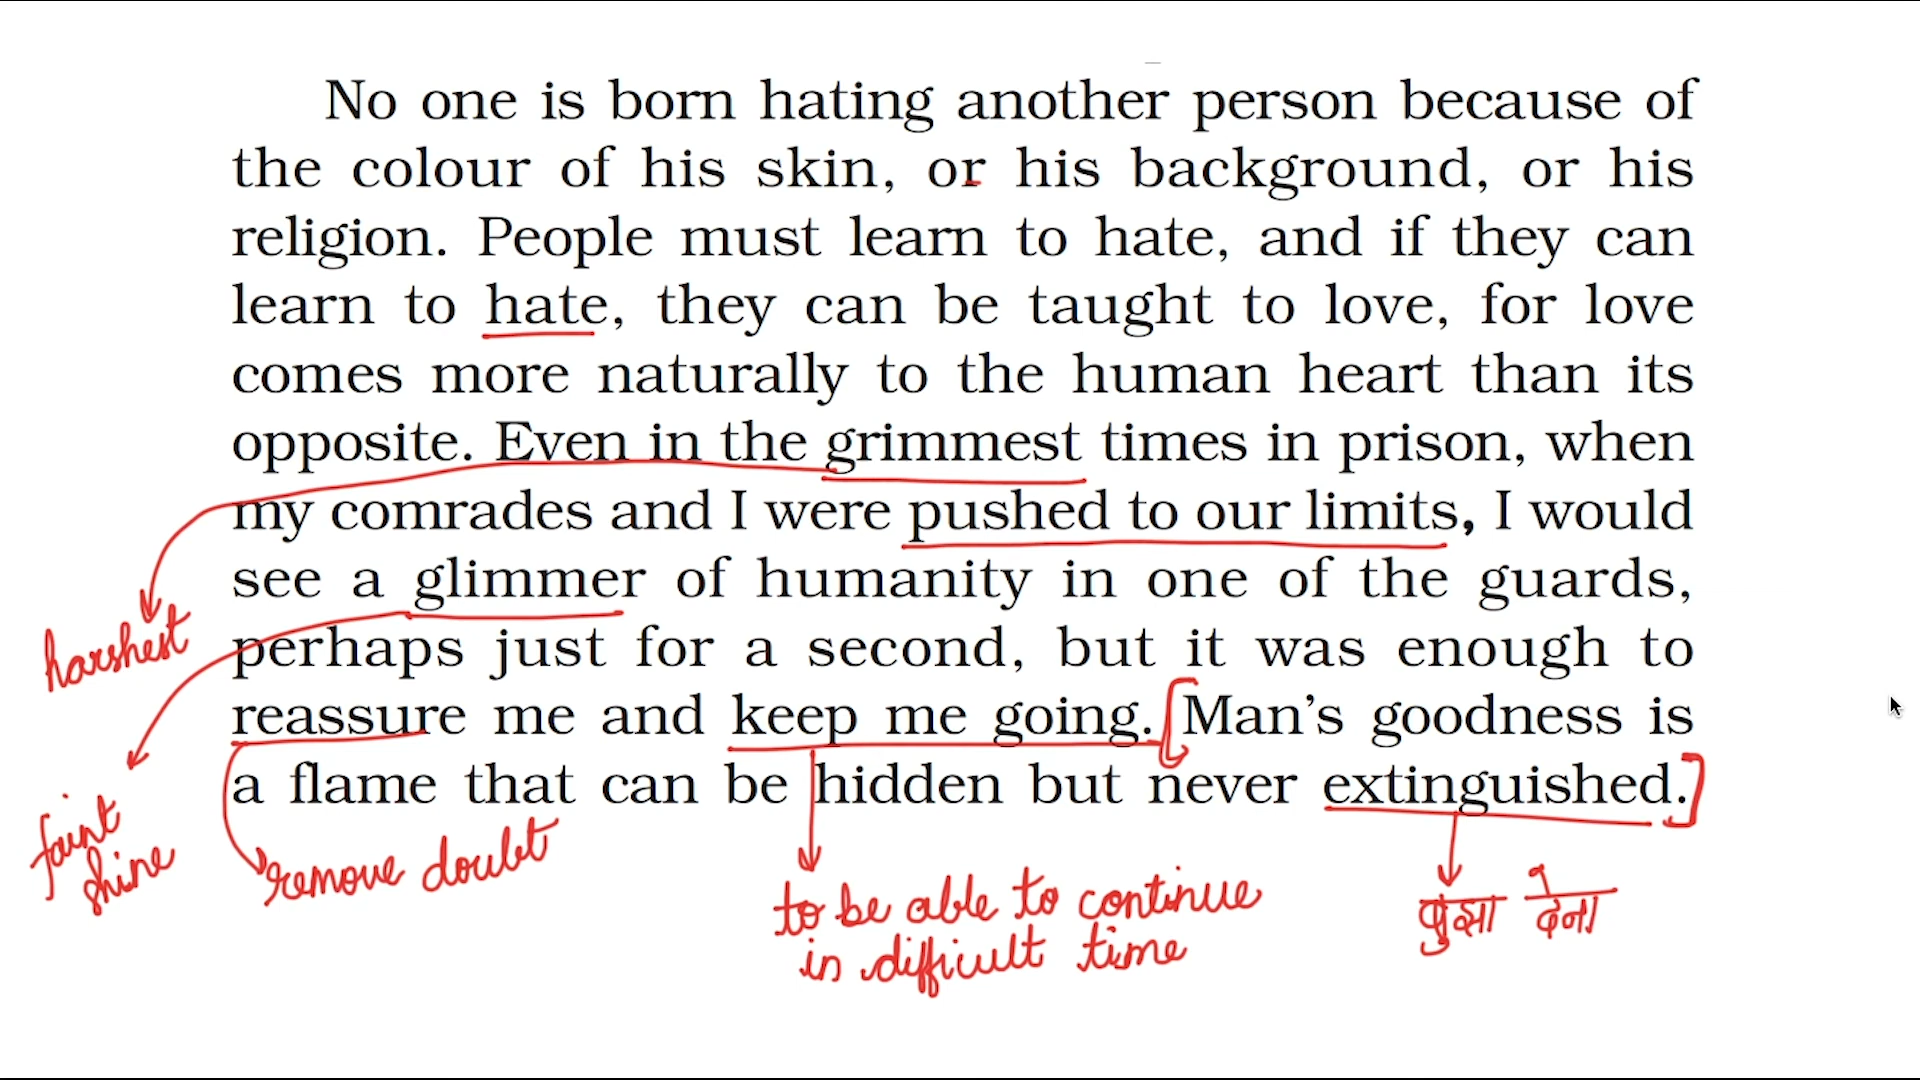 No one is born hating another person because of
the colour of his skin, or his background, or his
religion. People must learn to hate, and if they can
learn to hate, they can be taught to love, for love
comes more naturally to the human heart than its
opposite. Even in the grimmest times in prison, when
my comrades and I were pushed to our limits, I would
see a glimmer of humanity in one of the guards,
perhaps just for a second, but it was enough to
reassure me and keep me going. Man's goodness is
a flame that can be hidden but never extinguished.
harshest
faint
shine
remove doubt
to be able to continue
in difficult time
बुझा देना